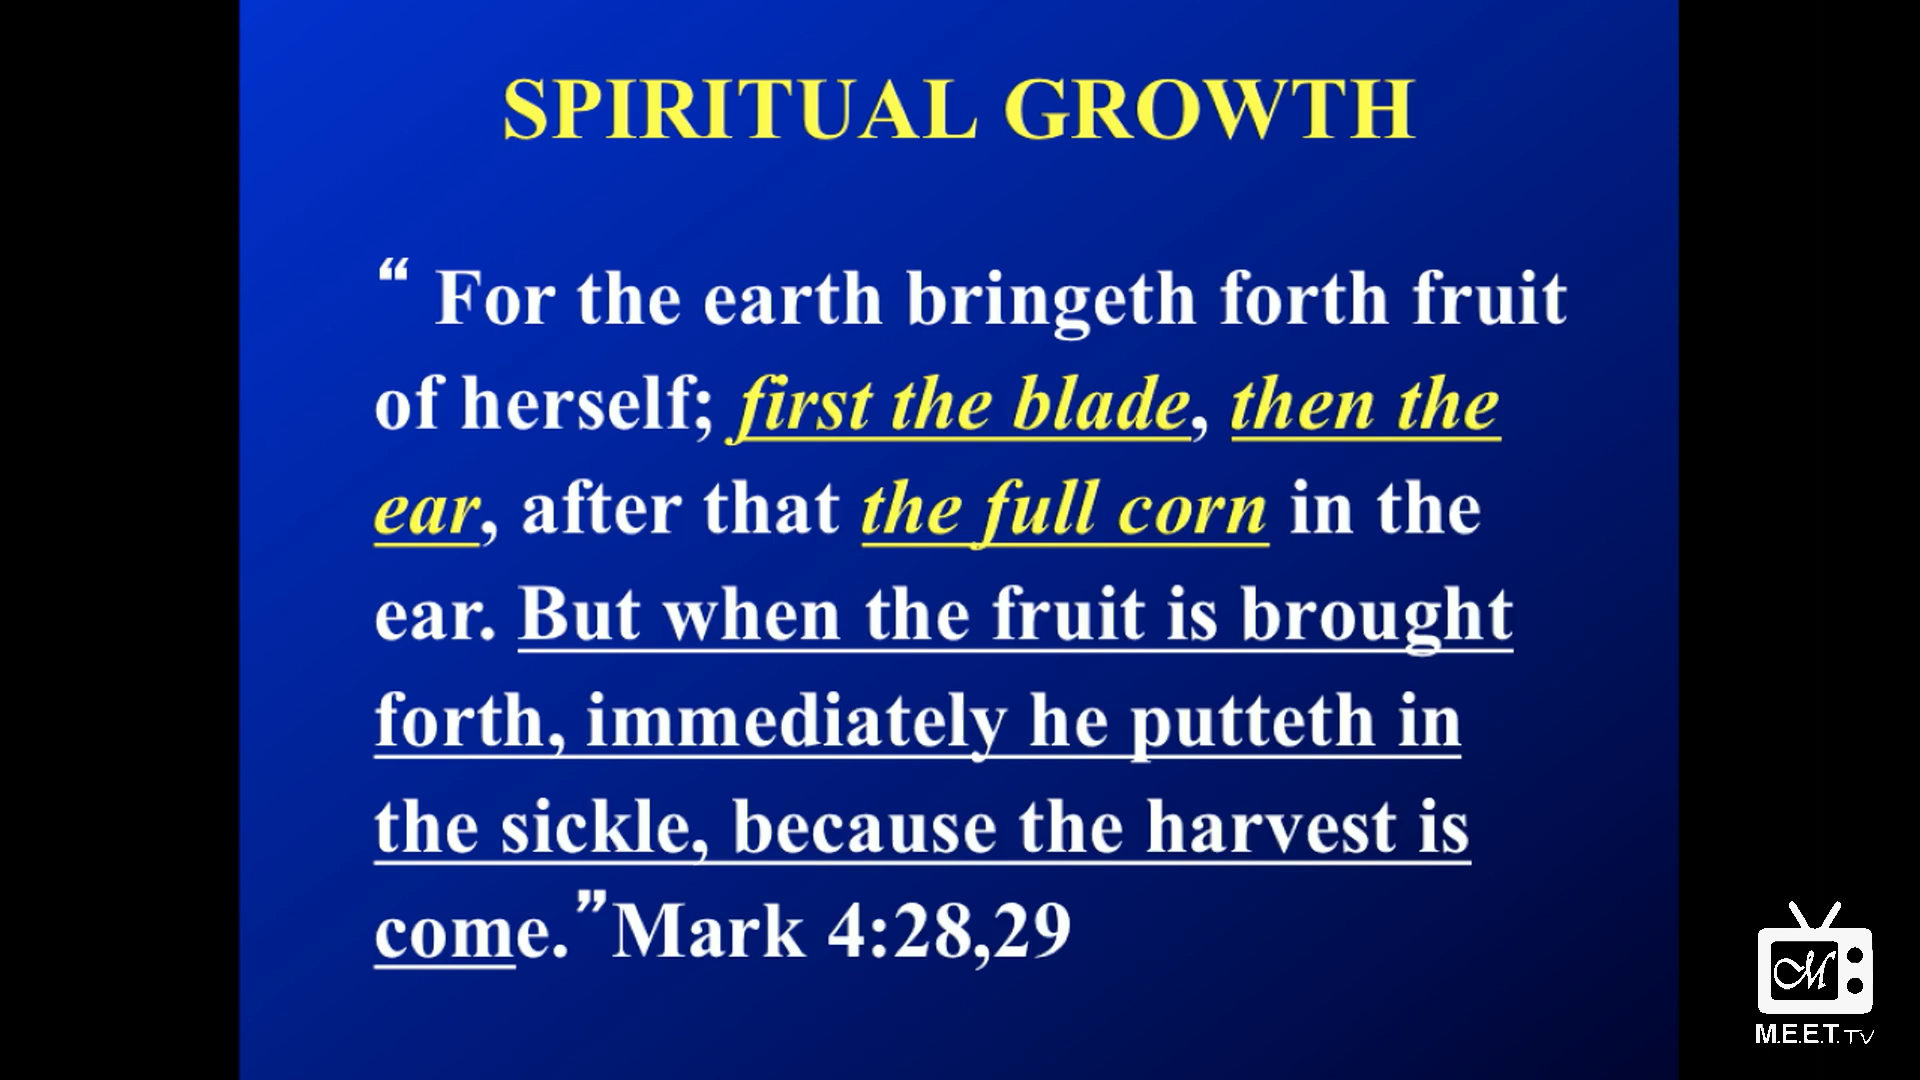 SPIRITUAL GROWTH
“ For the earth bringeth forth fruit
of herself; first the blade, then the
ear, after that the full corn in the
ear. But when the fruit is brought
forth, immediately he putteth in
the sickle, because the harvest is
come.”Mark 4:28,29
M
M.E.E.T. TV